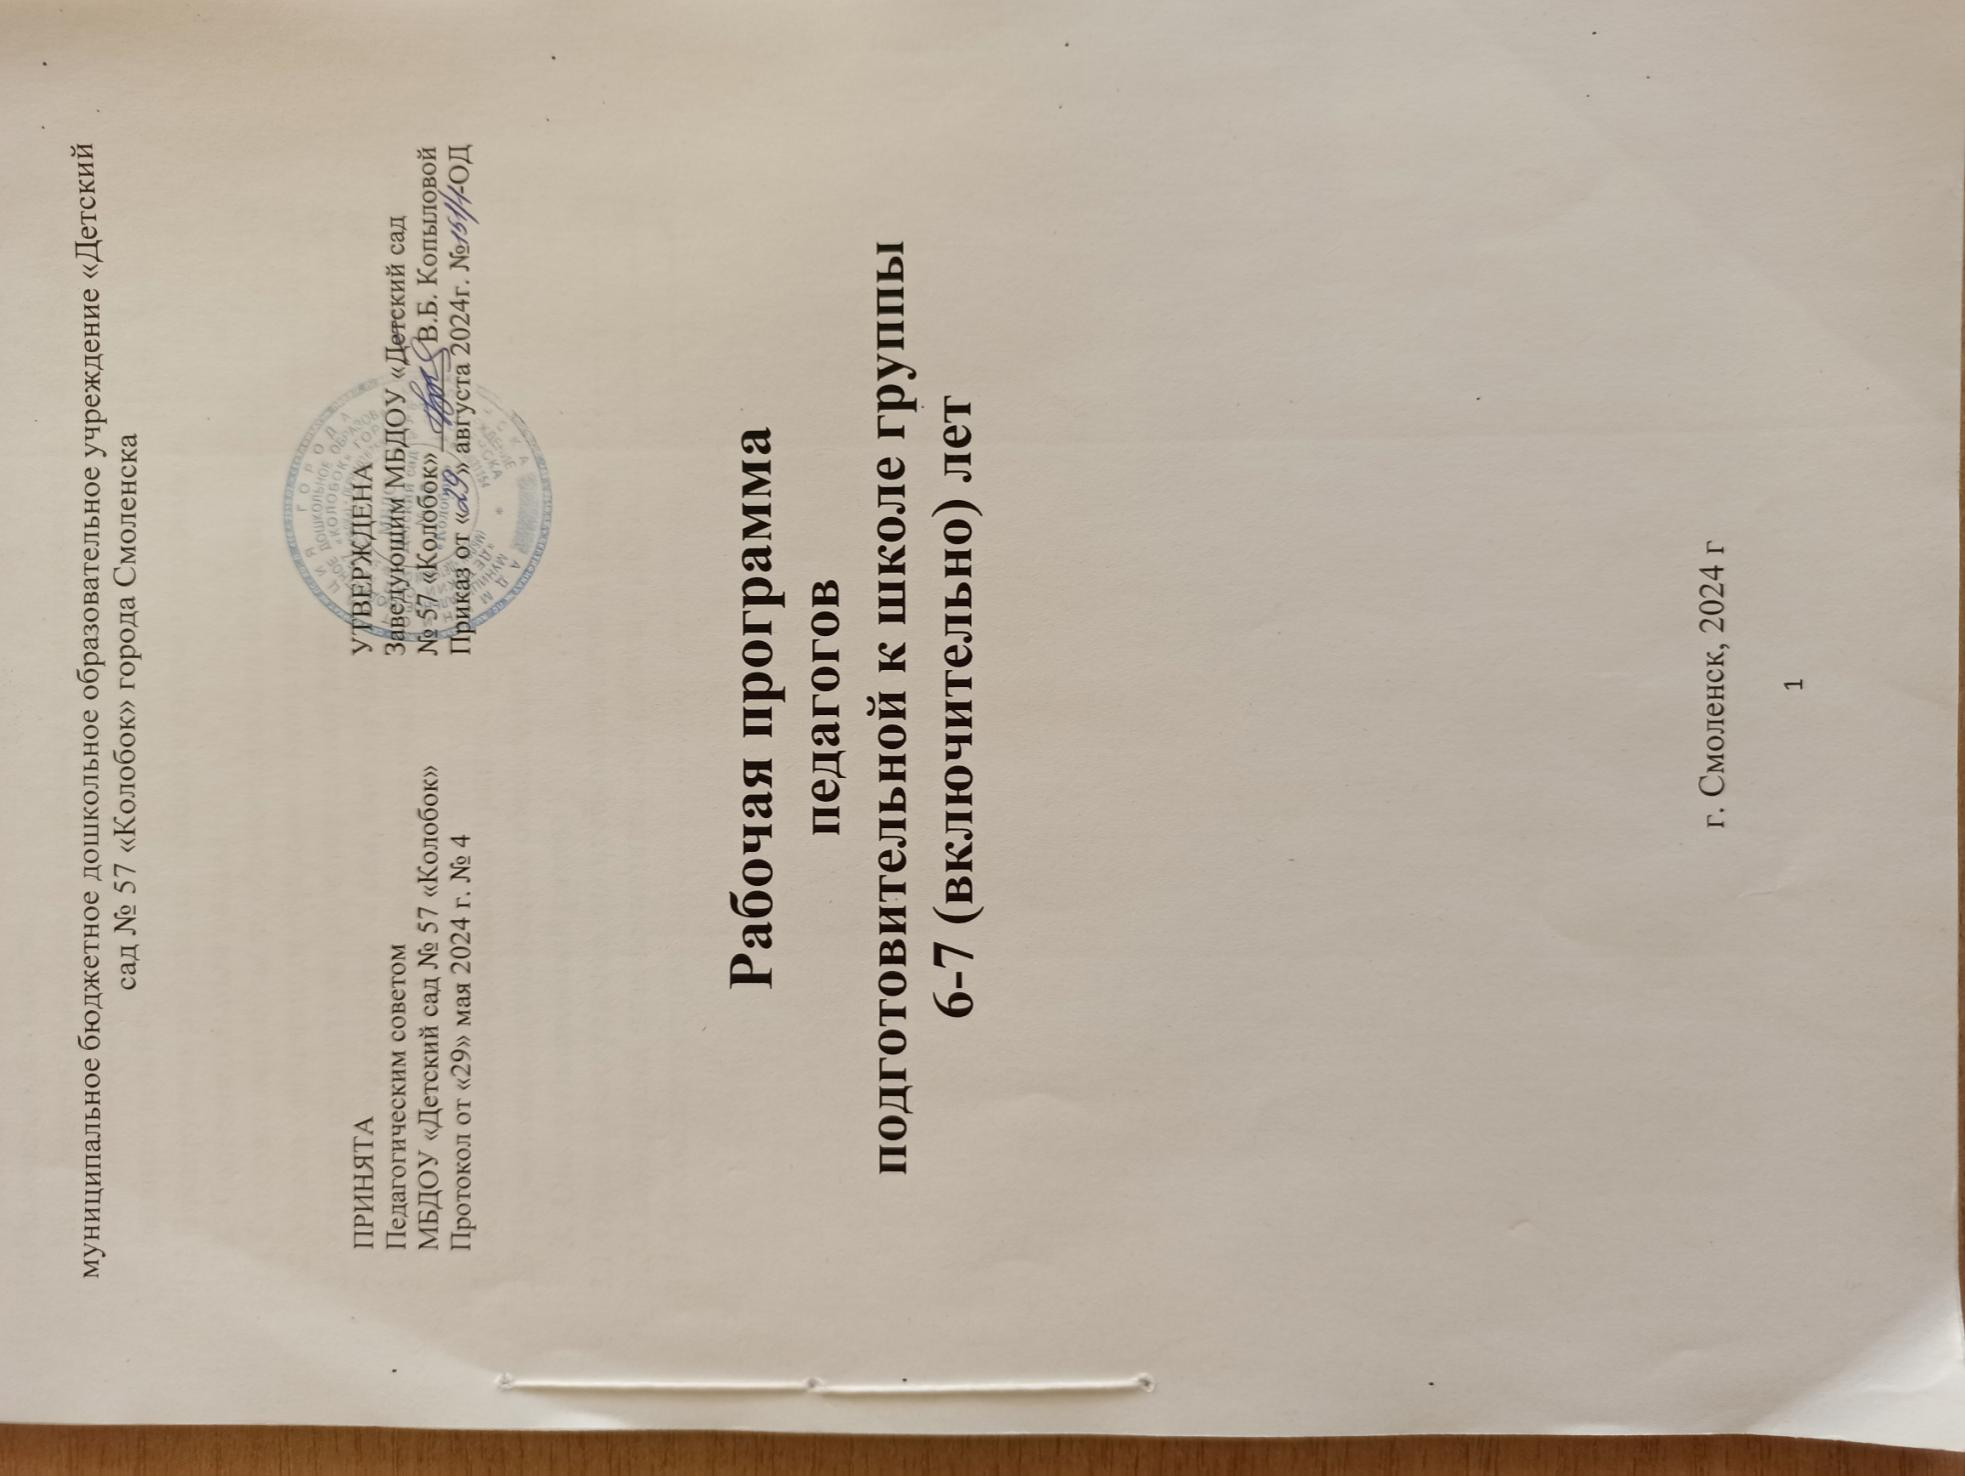 муниципальное бюджетное дошкольное образовательное учреждение «Детский
сад № 57 «Колобок» города Смоленска
ПРИНЯТА
Педагогическим советом
МБДОУ «Детский сад № 57 «Колобок»
Протокол от «29» мая 2024 г. № 4
УТВЕРЖДЕНА
Заведующим МБДОУ «Детский сад
№ 57 «Колобок» В.Б. Копыловой
Приказ от «29» августа 2024г. № -ОД
Рабочая программа
педагогов
подготовительной к школе группы
6-7 (включительно) лет
г. Смоленск, 2024 г
1